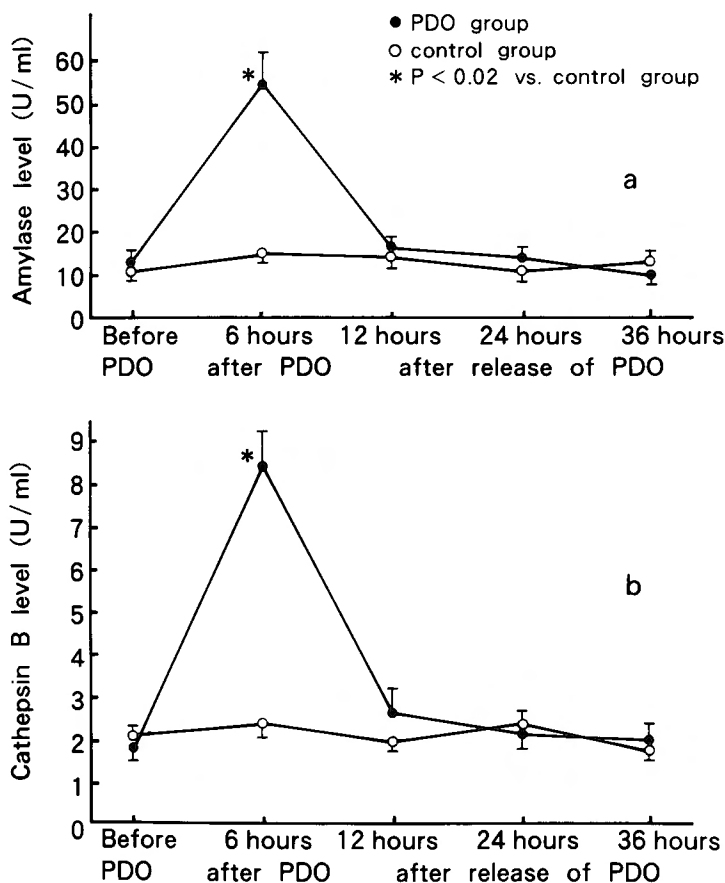 ● PDO group
○ control group
* P < 0.02 vs. control group
Amylase level (U/ml)
60
50
40
30
20
10
0
*
a
Before 6 hours 12 hours 24 hours 36 hours
PDO after PDO after release of PDO
Cathepsin B level (U/ml)
9
8
7
6
5
4
3
2
1
0
*
b
Before 6 hours 12 hours 24 hours 36 hours
PDO after PDO after release of PDO